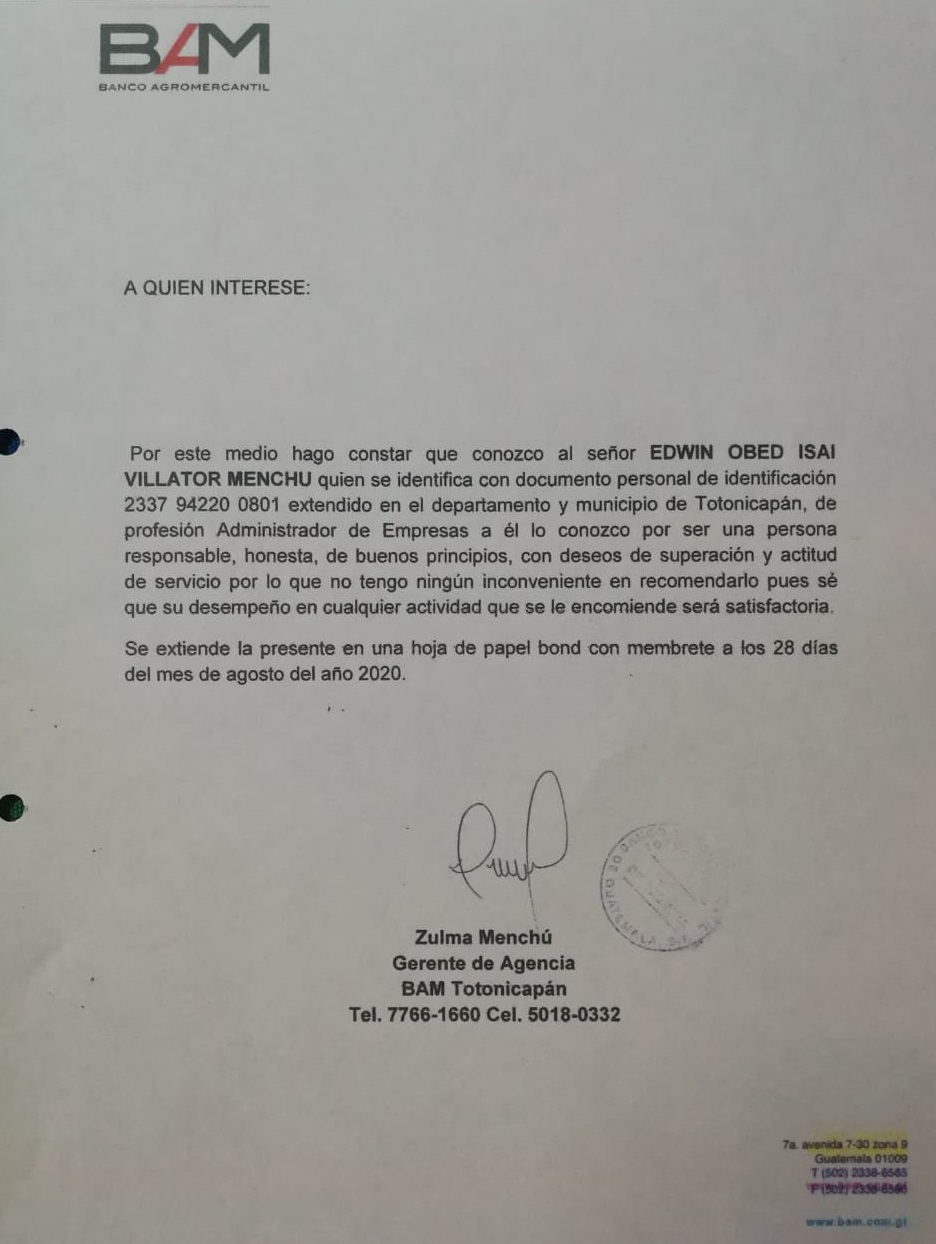 BAM
BANCO AGROMERCANTIL
A QUIEN INTERESE:
Por este medio hago constar que conozco al señor EDWIN OBED ISAI
VILLATOR MENCHU quien se identifica con documento personal de identificación
2337 94220 0801 extendido en el departamento y municipio de Totonicapán, de
profesión Administrador de Empresas a él lo conozco por ser una persona
responsable, honesta, de buenos principios, con deseos de superación y actitud
de servicio por lo que no tengo ningún inconveniente en recomendarlo pues sé
que su desempeño en cualquier actividad que se le encomiende será satisfactoria.
Se extiende la presente en una hoja de papel bond con membrete a los 28 días
del mes de agosto del año 2020.
BANCO
DE GUATEMALA, S.A.
Zulma Menchú
Gerente de Agencia
BAM Totonicapán
Tel. 7766-1660 Cel. 5018-0332
7a. avenida 7-30 zona 9
Guatemala 01009
T (502) 2338-6565
F (502) 2338-6566
www.bam.com.gt